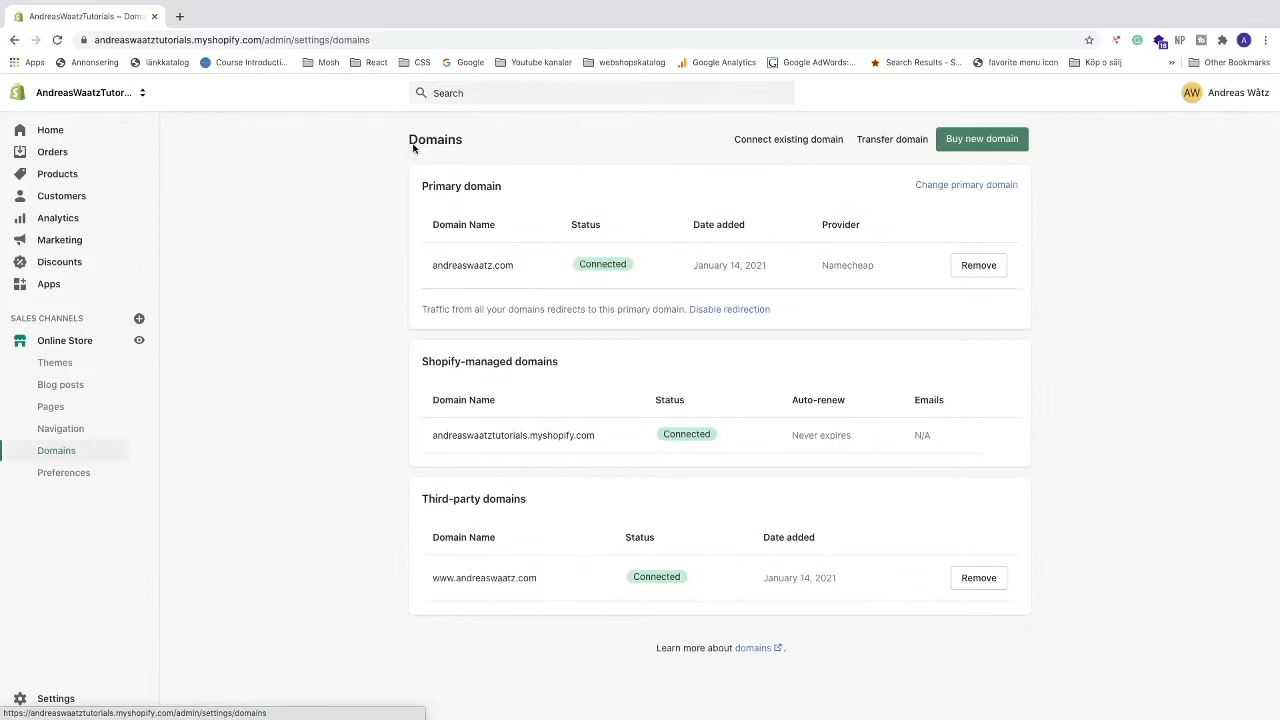 AndreasWaatzTutorials ~ Doma
andreaswaatztutorials.myshopify.com/admin/settings/domains
Apps Annonsering länkkatalog Course Introducti... Mosh React CSS Google Youtube kanaler webshopskatalog Google Analytics Google AdWords:... Search Results - S... favorite menu icon Köp o sälj » Other Bookmarks
AndreasWaatzTutor... Search AW Andreas Wåtz
Home
Orders
Products
Customers
Analytics
Marketing
Discounts
Apps
SALES CHANNELS
Online Store
Themes
Blog posts
Pages
Navigation
Domains
Preferences
Settings
https://andreaswaatztutorials.myshopify.com/admin/settings/domains
Domains Connect existing domain Transfer domain Buy new domain
Primary domain Change primary domain
Domain Name Status Date added Provider
andreaswaatz.com Connected January 14, 2021 Namecheap Remove
Traffic from all your domains redirects to this primary domain. Disable redirection
Shopify-managed domains
Domain Name Status Auto-renew Emails
andreaswaatztutorials.myshopify.com Connected Never expires N/A
Third-party domains
Domain Name Status Date added
www.andreaswaatz.com Connected January 14, 2021 Remove
Learn more about domains.